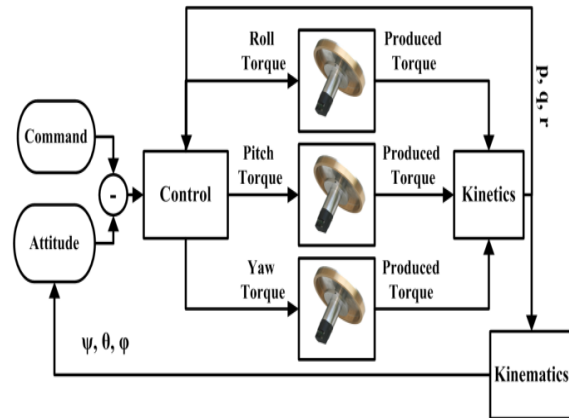 Roll
Torque
Produced
Torque
p, q, r
Command
-
Attitude
Control
Pitch
Torque
Produced
Torque
Kinetics
Yaw
Torque
Produced
Torque
ψ, θ, φ
Kinematics